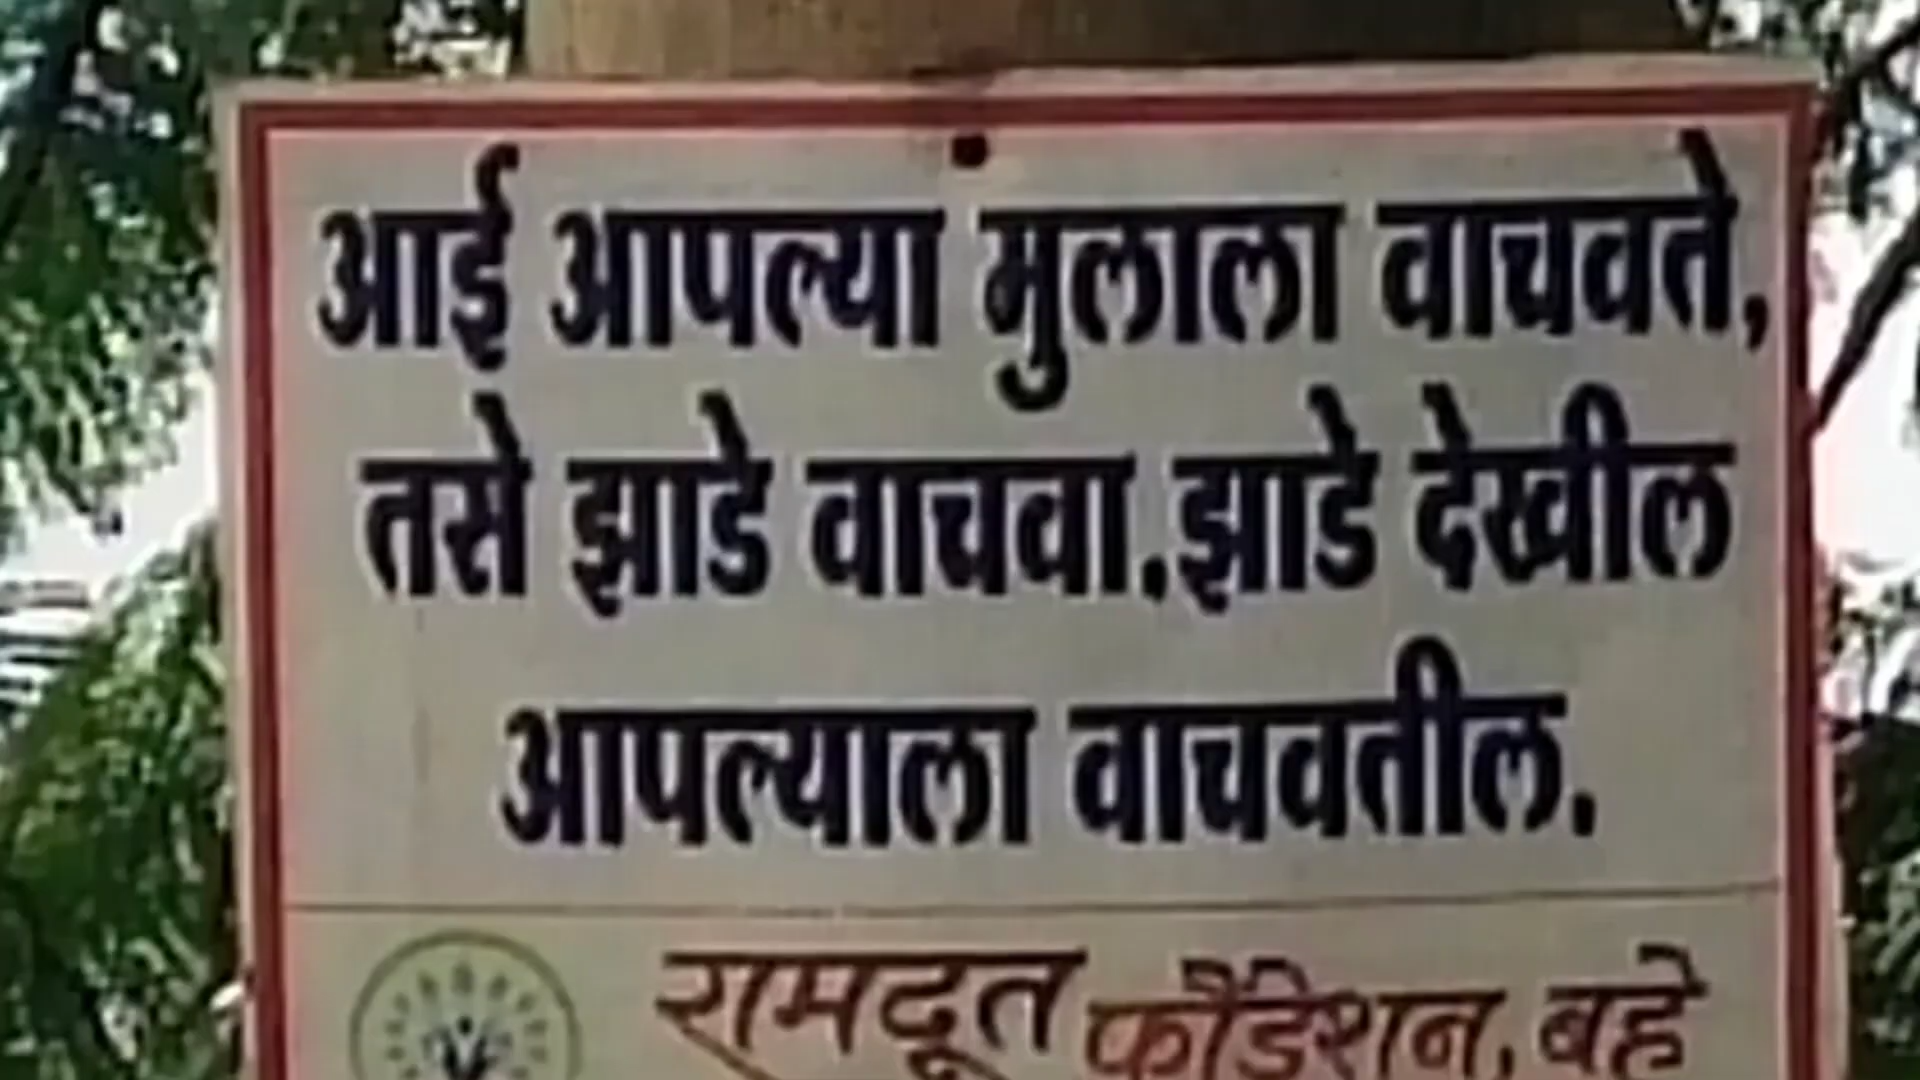 आई आपल्या मुलाला वाचवते,
तसे झाडे वाचवा.झाडे देखील
आपल्याला वाचवतील.
रामदूत फौंडेशन, बहे